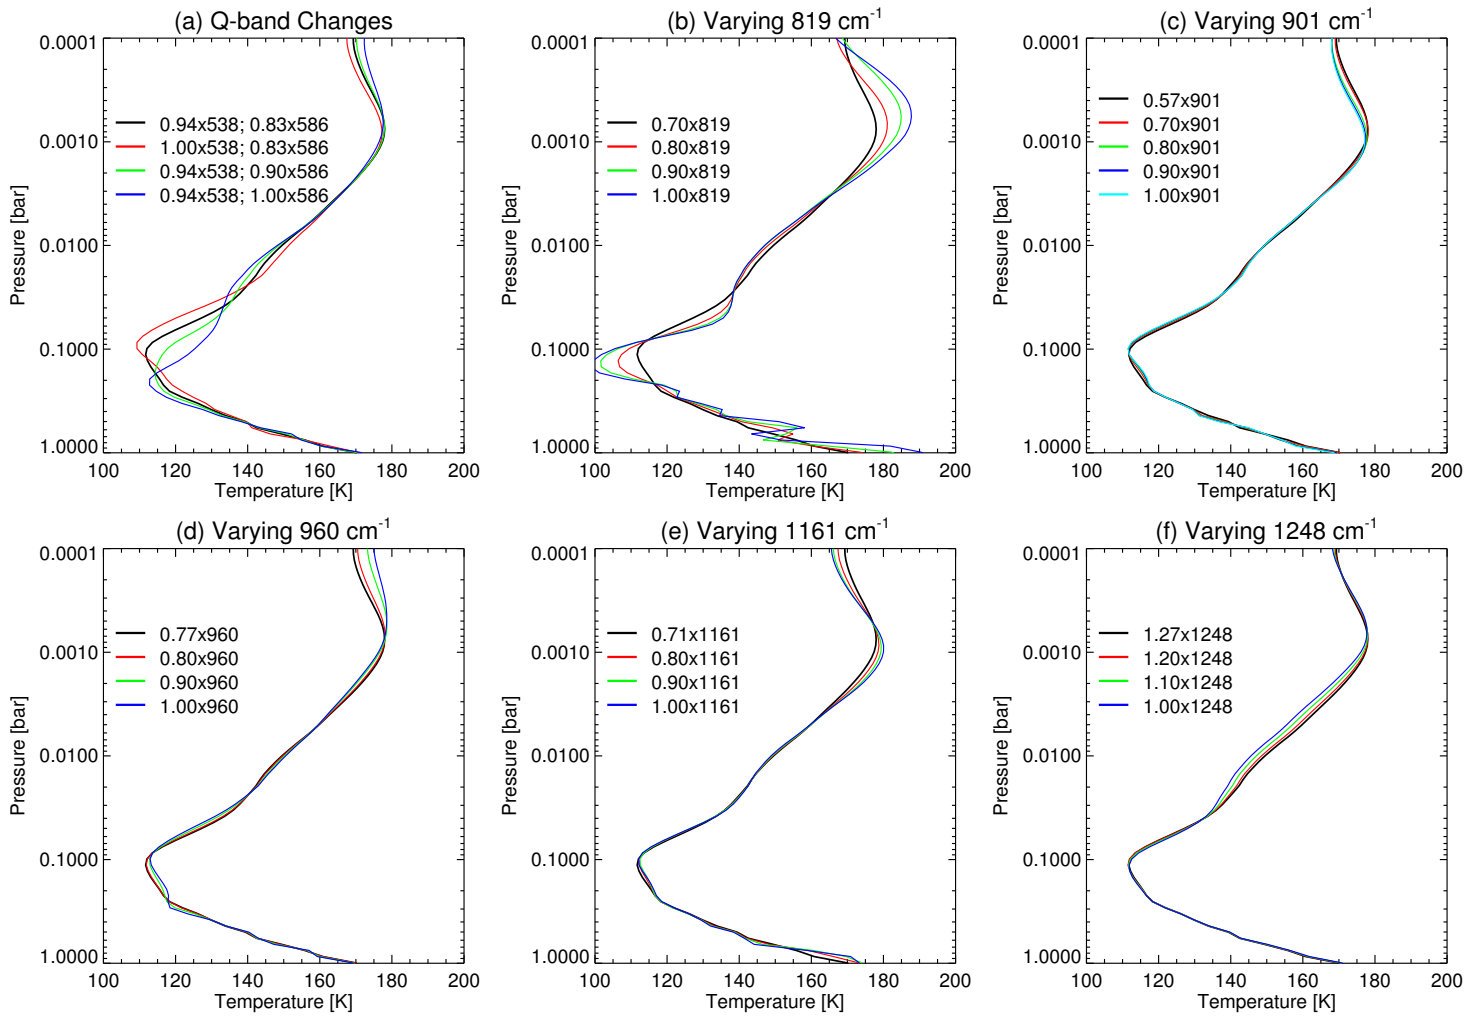 (a) Q-band Changes
0.0001
0.0010
0.0100
0.1000
1.0000
Pressure [bar]
0.94x538; 0.83x586
1.00x538; 0.83x586
0.94x538; 0.90x586
0.94x538; 1.00x586
100 120 140 160 180 200
Temperature [K]
(b) Varying 819 cm⁻¹
0.0001
0.0010
0.0100
0.1000
1.0000
Pressure [bar]
0.70x819
0.80x819
0.90x819
1.00x819
100 120 140 160 180 200
Temperature [K]
(c) Varying 901 cm⁻¹
0.0001
0.0010
0.0100
0.1000
1.0000
Pressure [bar]
0.57x901
0.70x901
0.80x901
0.90x901
1.00x901
100 120 140 160 180 200
Temperature [K]
(d) Varying 960 cm⁻¹
0.0001
0.0010
0.0100
0.1000
1.0000
Pressure [bar]
0.77x960
0.80x960
0.90x960
1.00x960
100 120 140 160 180 200
Temperature [K]
(e) Varying 1161 cm⁻¹
0.0001
0.0010
0.0100
0.1000
1.0000
Pressure [bar]
0.71x1161
0.80x1161
0.90x1161
1.00x1161
100 120 140 160 180 200
Temperature [K]
(f) Varying 1248 cm⁻¹
0.0001
0.0010
0.0100
0.1000
1.0000
Pressure [bar]
1.27x1248
1.20x1248
1.10x1248
1.00x1248
100 120 140 160 180 200
Temperature [K]